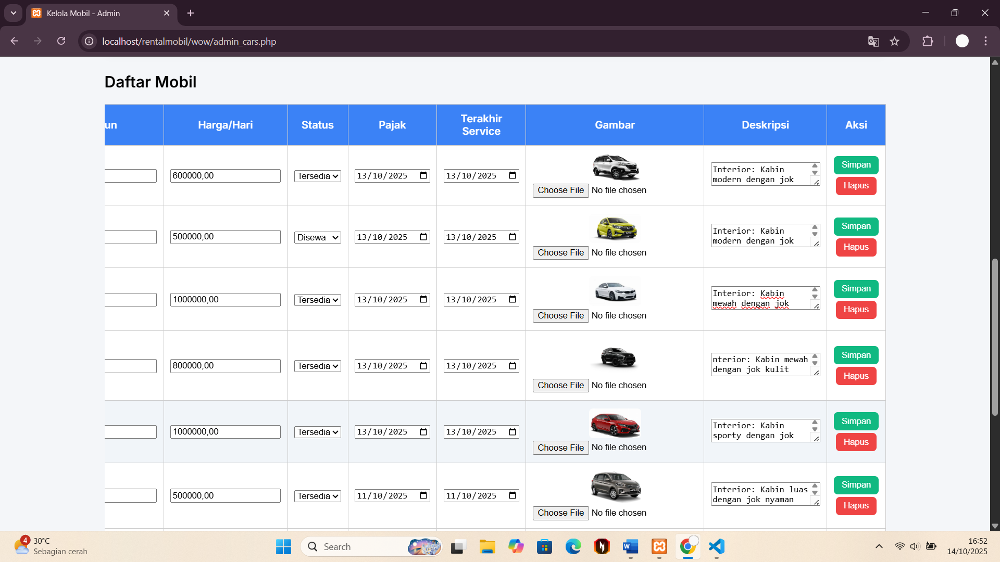 Kelola Mobil - Admin
localhost/rentalmobil/wow/admin_cars.php
Daftar Mobil
un Harga/Hari Status Pajak Terakhir Service Gambar Deskripsi Aksi
600000,00 Tersedia 13/10/2025 13/10/2025 Choose File No file chosen
Interior: Kabin
modern dengan jok
Simpan
Hapus
500000,00 Disewa 13/10/2025 13/10/2025 Choose File No file chosen
Interior: Kabin
modern dengan jok
Simpan
Hapus
1000000,00 Tersedia 13/10/2025 13/10/2025 Choose File No file chosen
Interior: Kabin
mewah dengan jok
Simpan
Hapus
800000,00 Tersedia 13/10/2025 13/10/2025 Choose File No file chosen
nterior: Kabin mewah
dengan jok kulit
Simpan
Hapus
1000000,00 Tersedia 13/10/2025 13/10/2025 Choose File No file chosen
Interior: Kabin
sporty dengan jok
Simpan
Hapus
500000,00 Tersedia 11/10/2025 11/10/2025 Choose File No file chosen
Interior: Kabin luas
dengan jok nyaman
Simpan
Hapus
4
30°C
Sebagian cerah
Search
16:52
14/10/2025